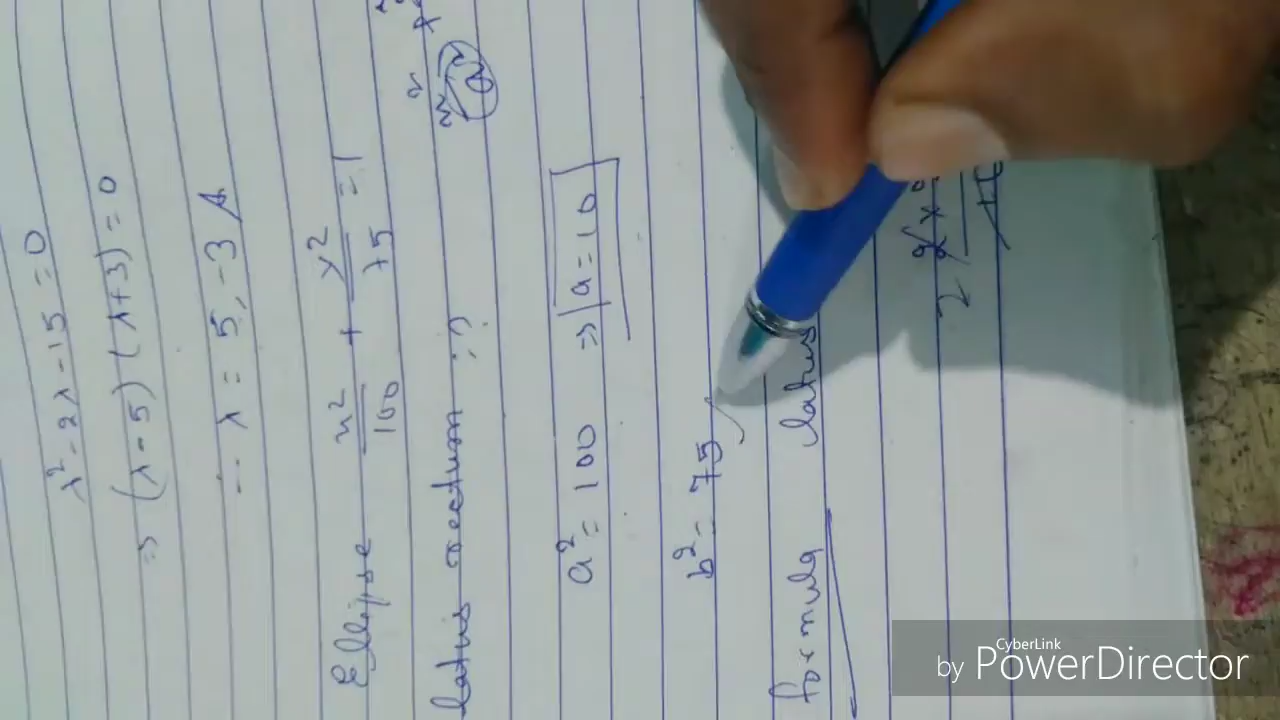 λ² - 2λ - 15 = 0
⇒ (λ - 5) (λ + 3) = 0
λ = 5, -3
Ellipse x²/100 + y²/75 = 1
latus rectum
a² = 100 ⇒ a = 10
b² = 75
formula latus
2 ×
CyberLink
by PowerDirector